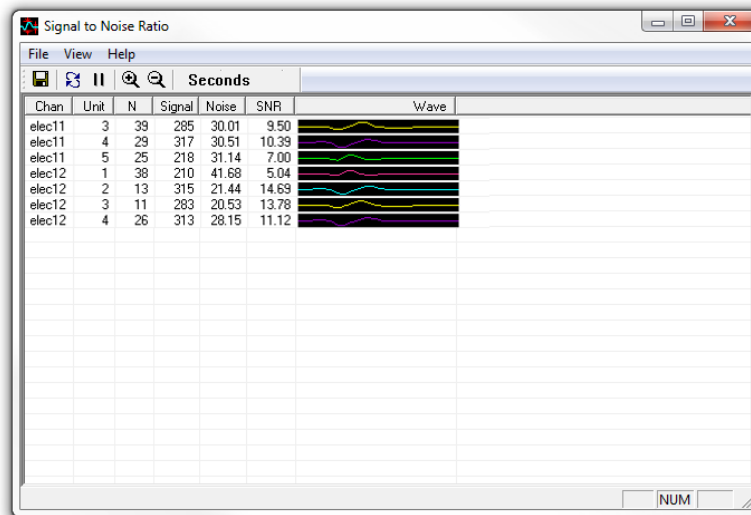 Signal to Noise Ratio
File View Help
Seconds
Chan Unit N Signal Noise SNR Wave
elec11 3 39 285 30.01 9.50
elec11 4 29 317 30.51 10.39
elec11 5 25 218 31.14 7.00
elec12 1 38 210 41.68 5.04
elec12 2 13 315 21.44 14.69
elec12 3 11 283 20.53 13.78
elec12 4 26 313 28.15 11.12
NUM